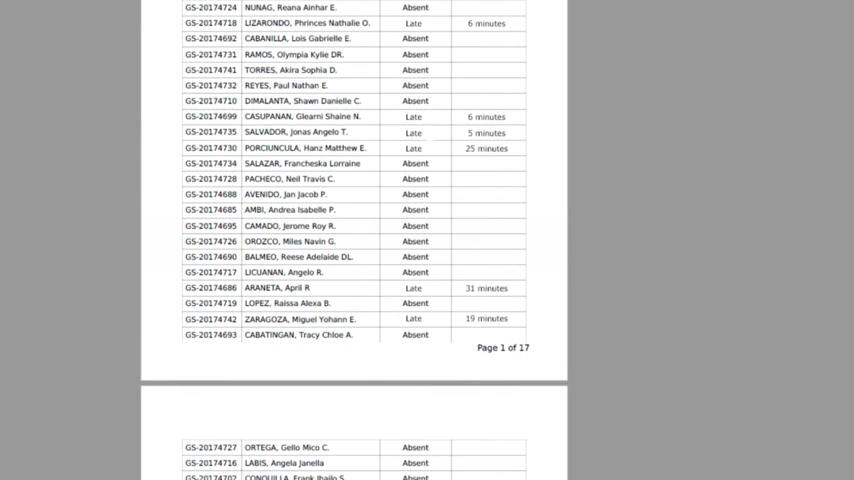 GS-20174724 NUNAG, Reana Ainhar E. Absent
GS-20174718 LIZARONDO, Phrinces Nathalie O. Late 6 minutes
GS-20174692 CABANILLA, Lois Gabrielle E. Absent
GS-20174731 RAMOS, Olympia Kylie DR. Absent
GS-20174741 TORRES, Akira Sophia D. Absent
GS-20174732 REYES, Paul Nathan E. Absent
GS-20174710 DIMALANTA, Shawn Danielle C. Absent
GS-20174699 CASUPANAN, Glearni Shaine N. Late 6 minutes
GS-20174735 SALVADOR, Jonas Angelo T. Late 5 minutes
GS-20174730 PORCIUNCULA, Hanz Matthew E. Late 25 minutes
GS-20174734 SALAZAR, Francheska Lorraine Absent
GS-20174728 PACHECO, Neil Travis C. Absent
GS-20174688 AVENIDO, Jan Jacob P. Absent
GS-20174685 AMBI, Andrea Isabelle P. Absent
GS-20174695 CAMADO, Jerome Roy R. Absent
GS-20174726 OROZCO, Miles Navin G. Absent
GS-20174690 BALMEO, Reese Adelaide DL. Absent
GS-20174717 LICUANAN, Angelo R. Absent
GS-20174686 ARANETA, April R Late 31 minutes
GS-20174719 LOPEZ, Raissa Alexa B. Absent
GS-20174742 ZARAGOZA, Miguel Yohann E. Late 19 minutes
GS-20174693 CABATINGAN, Tracy Chloe A. Absent
Page 1 of 17
GS-20174727 ORTEGA, Gello Mico C. Absent
GS-20174716 LABIS, Angela Janella Absent
GS-20174702 CONQUILLA, Frank Jhailo S. Absent